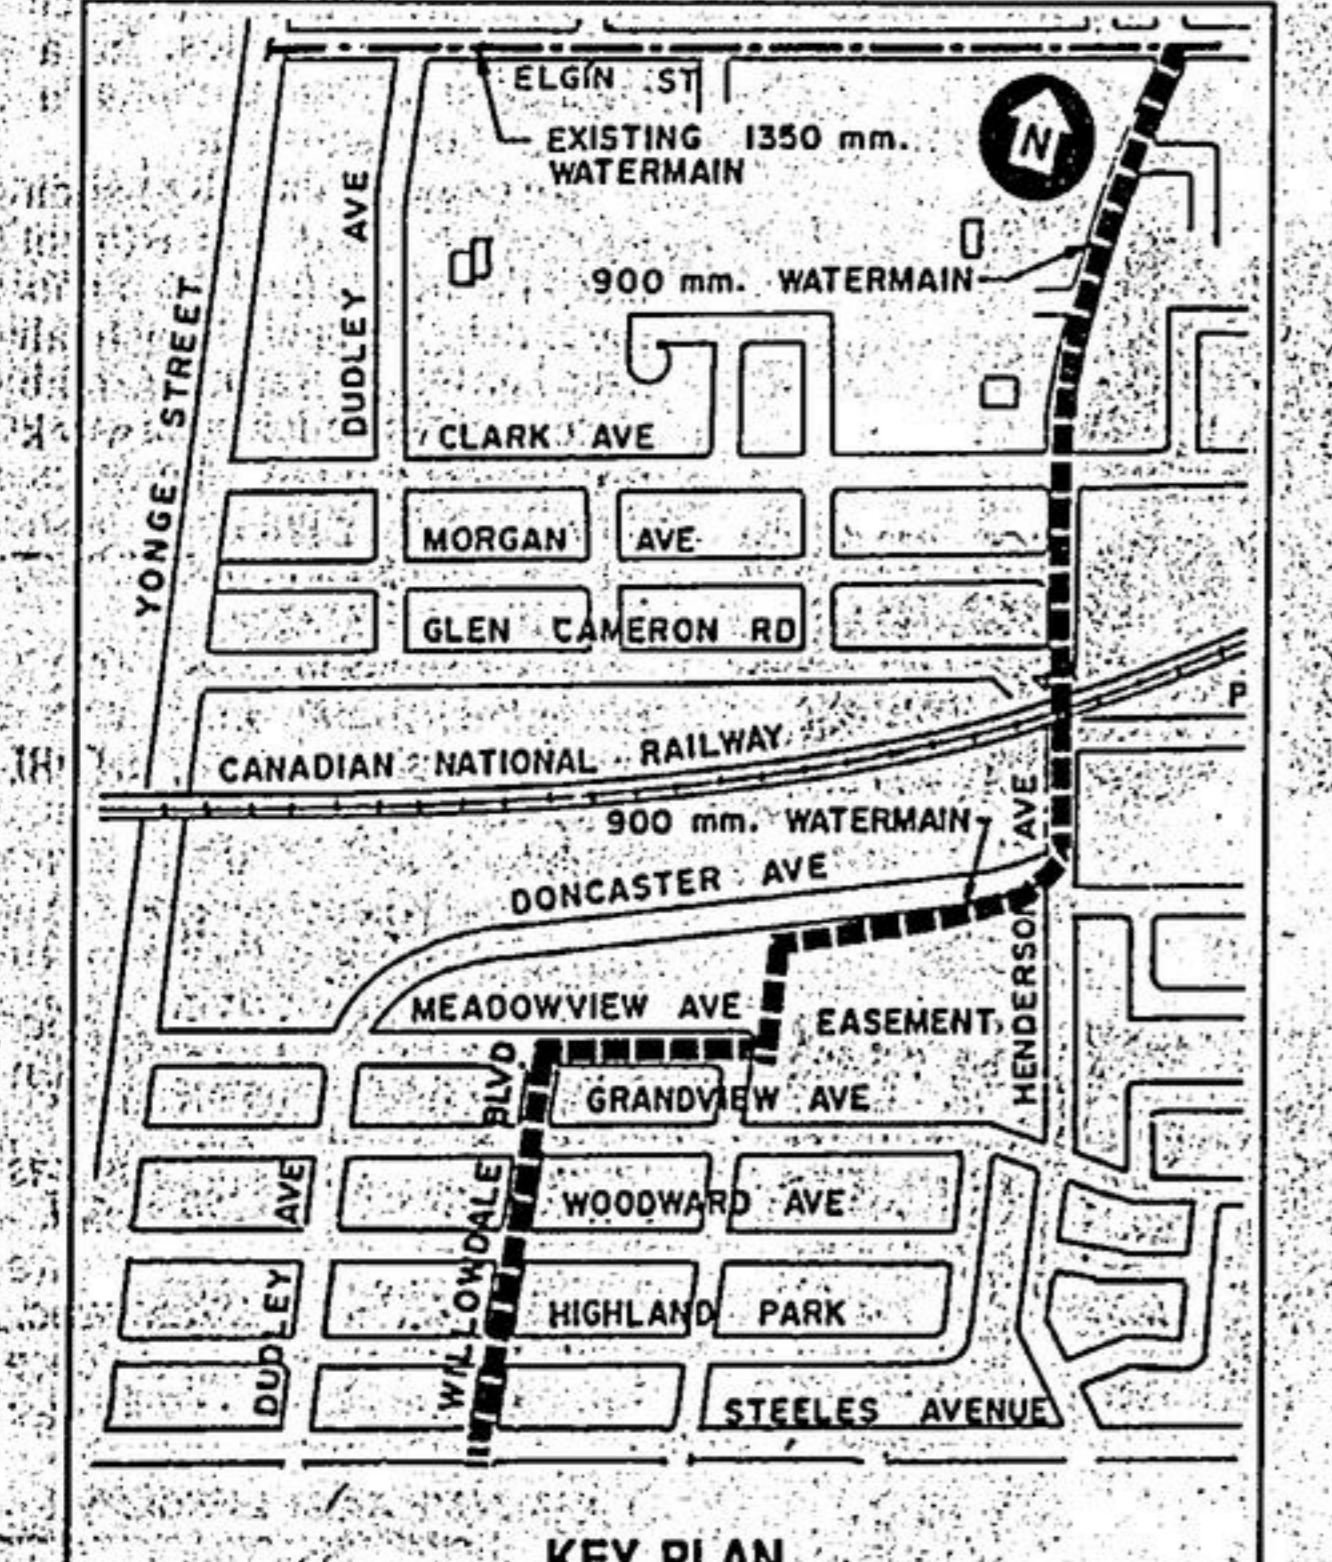 ELGIN ST
EXISTING 1350 mm.
WATERMAIN
N
DUDLEY AVE
YONGE STREET
900 mm. WATERMAIN
CLARK AVE
MORGAN AVE
GLEN CAMERON RD
P
CANADIAN NATIONAL RAILWAY
900 mm. WATERMAIN
HENDERSON AVE
DONCASTER AVE
MEADOWVIEW AVE
EASEMENT
GRANDVIEW AVE
WILLOWDALE BLVD
WOODWARD AVE
DUDLEY AVE
HIGHLAND PARK
STEELES AVENUE
KEY PLAN